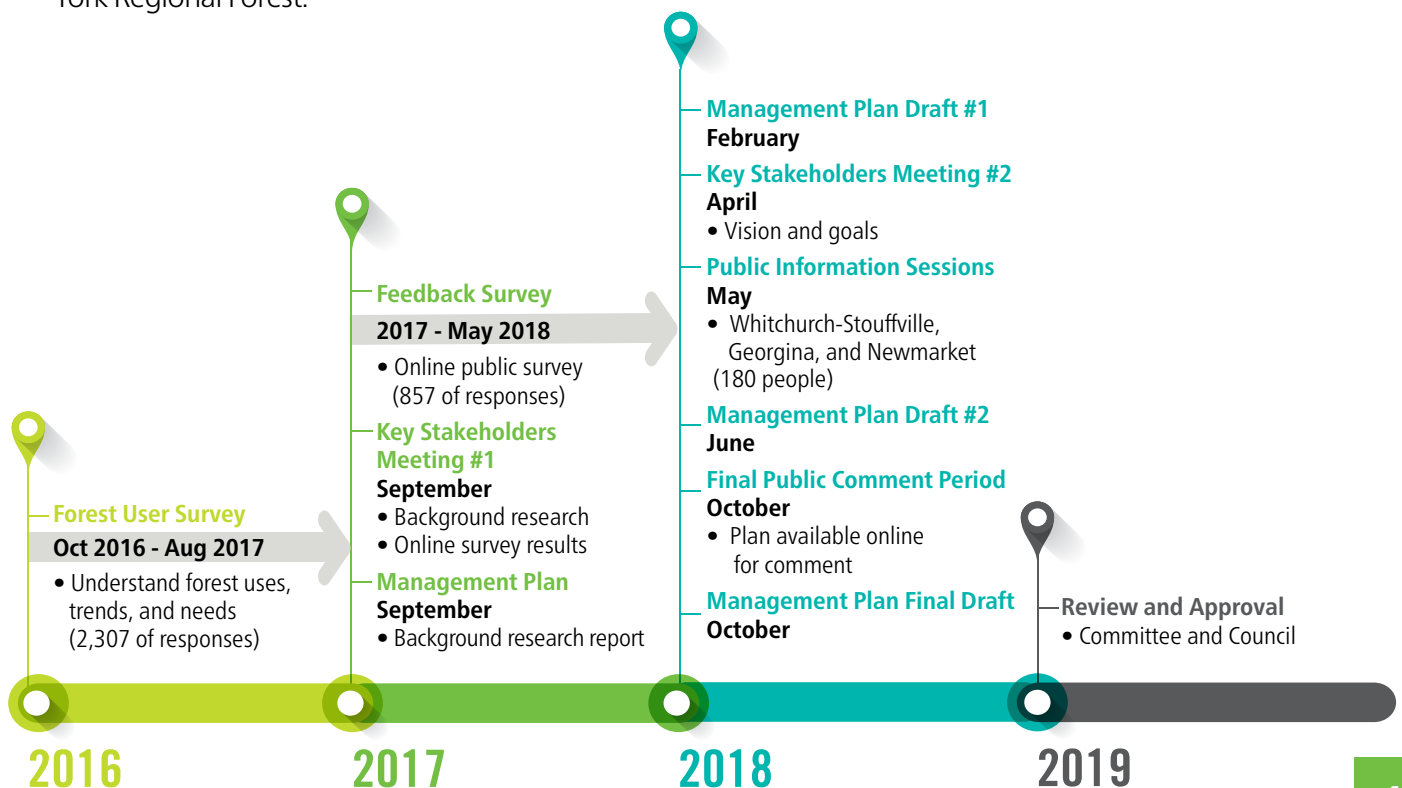 York Regional Forest.
Forest User Survey
Oct 2016 - Aug 2017
• Understand forest uses,
trends, and needs
(2,307 of responses)
Feedback Survey
2017 - May 2018
• Online public survey
(857 of responses)
Key Stakeholders
Meeting #1
September
• Background research
• Online survey results
Management Plan
September
• Background research report
Management Plan Draft #1
February
Key Stakeholders Meeting #2
April
• Vision and goals
Public Information Sessions
May
• Whitchurch-Stouffville,
Georgina, and Newmarket
(180 people)
Management Plan Draft #2
June
Final Public Comment Period
October
• Plan available online
for comment
Management Plan Final Draft
October
Review and Approval
• Committee and Council
2016
2017
2018
2019